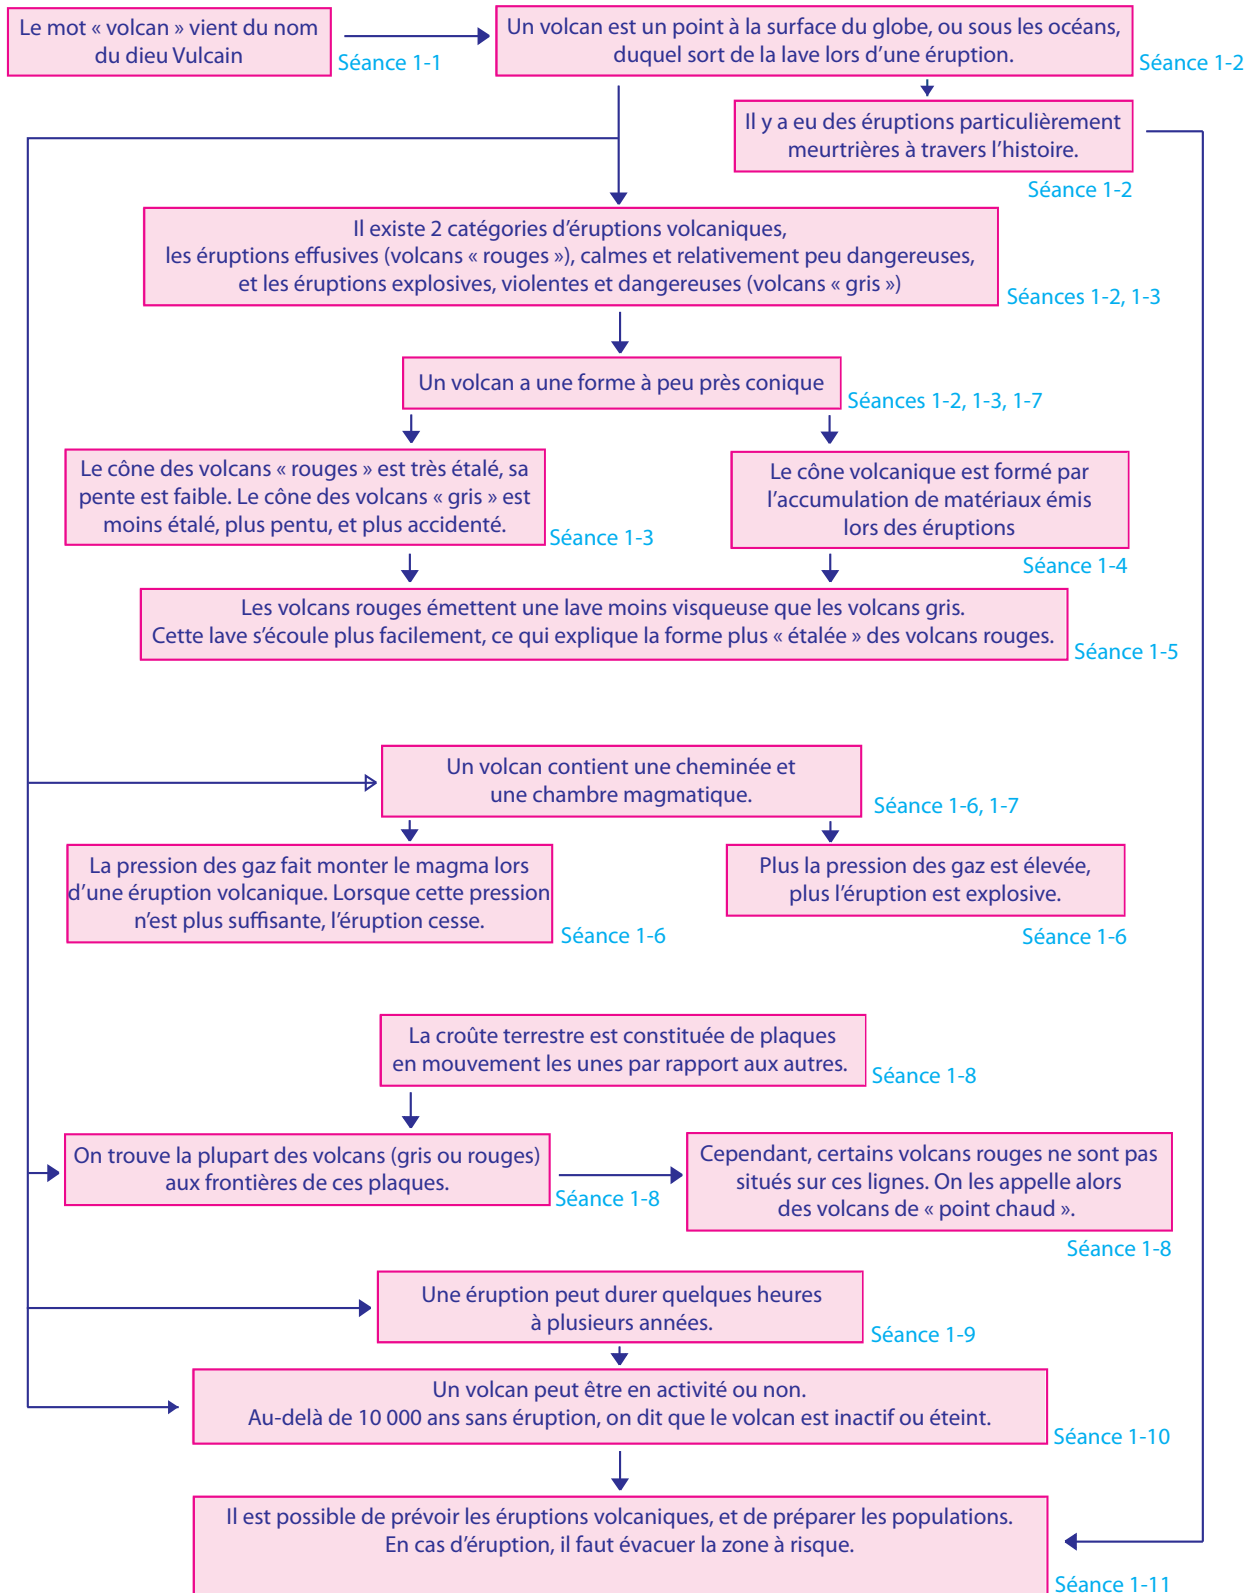 Le mot « volcan » vient du nom
du dieu Vulcain
Séance 1-1
Un volcan est un point à la surface du globe, ou sous les océans,
duquel sort de la lave lors d’une éruption.
Séance 1-2
Il y a eu des éruptions particulièrement
meurtrières à travers l’histoire.
Séance 1-2
Il existe 2 catégories d’éruptions volcaniques,
les éruptions effusives (volcans « rouges »), calmes et relativement peu dangereuses,
et les éruptions explosives, violentes et dangereuses (volcans « gris »)
Séances 1-2, 1-3
Un volcan a une forme à peu près conique
Séances 1-2, 1-3, 1-7
Le cône des volcans « rouges » est très étalé, sa
pente est faible. Le cône des volcans « gris » est
moins étalé, plus pentu, et plus accidenté.
Séance 1-3
Le cône volcanique est formé par
l’accumulation de matériaux émis
lors des éruptions
Séance 1-4
Les volcans rouges émettent une lave moins visqueuse que les volcans gris.
Cette lave s’écoule plus facilement, ce qui explique la forme plus « étalée » des volcans rouges.
Séance 1-5
Un volcan contient une cheminée et
une chambre magmatique.
Séance 1-6, 1-7
La pression des gaz fait monter le magma lors
d’une éruption volcanique. Lorsque cette pression
n’est plus suffisante, l’éruption cesse.
Séance 1-6
Plus la pression des gaz est élevée,
plus l’éruption est explosive.
Séance 1-6
La croûte terrestre est constituée de plaques
en mouvement les unes par rapport aux autres.
Séance 1-8
On trouve la plupart des volcans (gris ou rouges)
aux frontières de ces plaques.
Séance 1-8
Cependant, certains volcans rouges ne sont pas
situés sur ces lignes. On les appelle alors
des volcans de « point chaud ».
Séance 1-8
Une éruption peut durer quelques heures
à plusieurs années.
Séance 1-9
Un volcan peut être en activité ou non.
Au-delà de 10 000 ans sans éruption, on dit que le volcan est inactif ou éteint.
Séance 1-10
Il est possible de prévoir les éruptions volcaniques, et de préparer les populations.
En cas d’éruption, il faut évacuer la zone à risque.
Séance 1-11